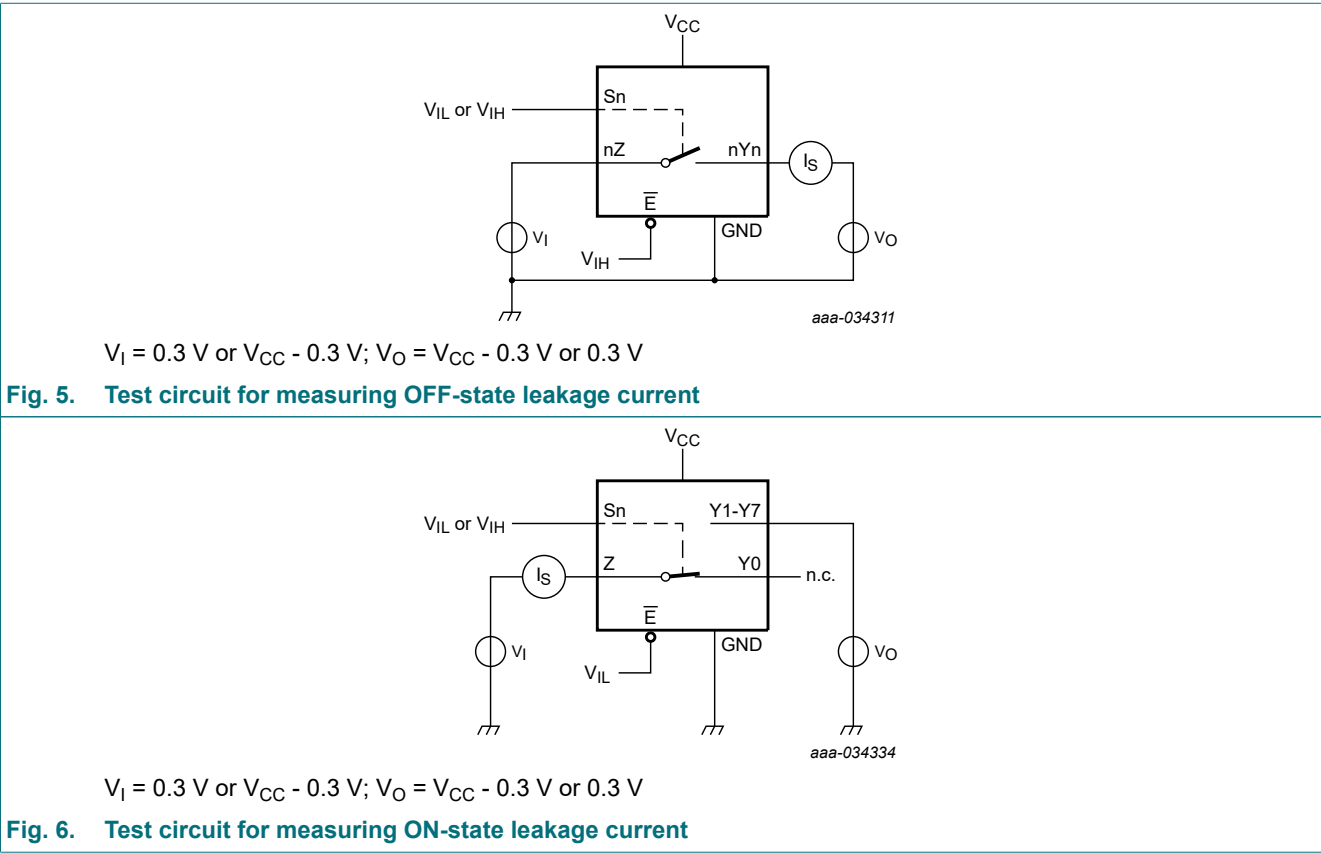 VCC
Sn
VIL or VIH
nZ
nYn
IS
E
GND
VI
VO
VIH
aaa-034311
VI = 0.3 V or VCC - 0.3 V; VO = VCC - 0.3 V or 0.3 V
Fig. 5. Test circuit for measuring OFF-state leakage current
VCC
Sn
Y1-Y7
VIL or VIH
Z
Y0
IS
n.c.
E
GND
VI
VO
VIL
aaa-034334
VI = 0.3 V or VCC - 0.3 V; VO = VCC - 0.3 V or 0.3 V
Fig. 6. Test circuit for measuring ON-state leakage current